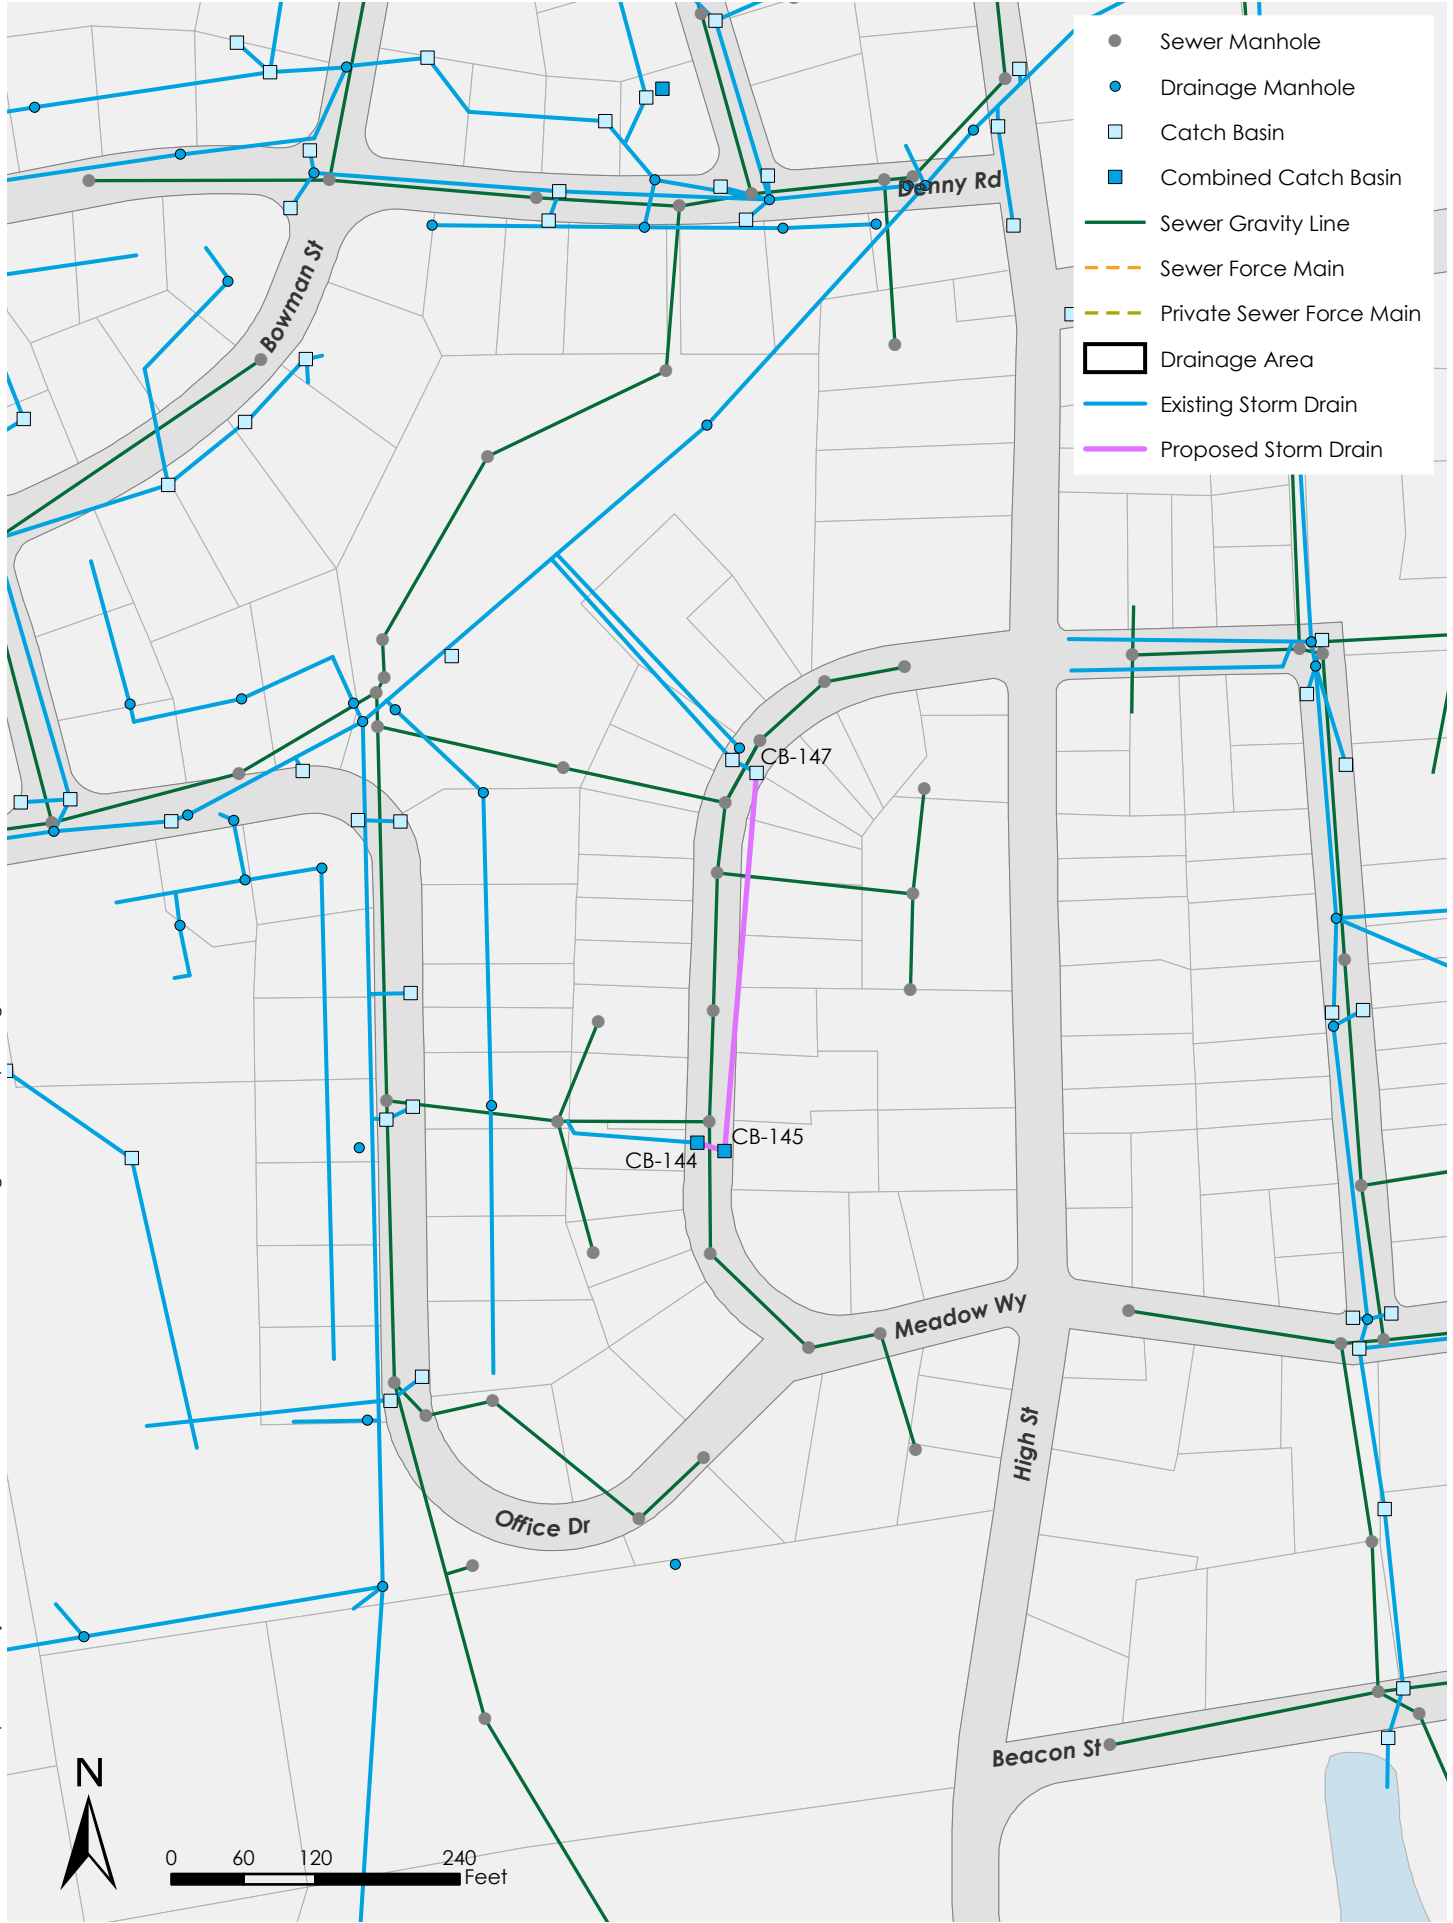 Sewer Manhole
Drainage Manhole
Catch Basin
Combined Catch Basin
Sewer Gravity Line
Sewer Force Main
Private Sewer Force Main
Drainage Area
Existing Storm Drain
Proposed Storm Drain
Denny Rd
Bowman St
CB-147
CB-145
CB-144
Meadow Wy
High St
Office Dr
Beacon St
N
0 60 120 240
Feet